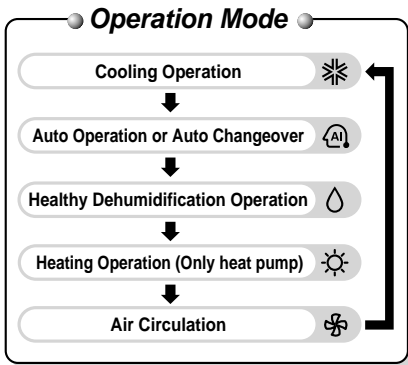 Operation Mode
Cooling Operation
Auto Operation or Auto Changeover
AI
Healthy Dehumidification Operation
Heating Operation (Only heat pump)
Air Circulation